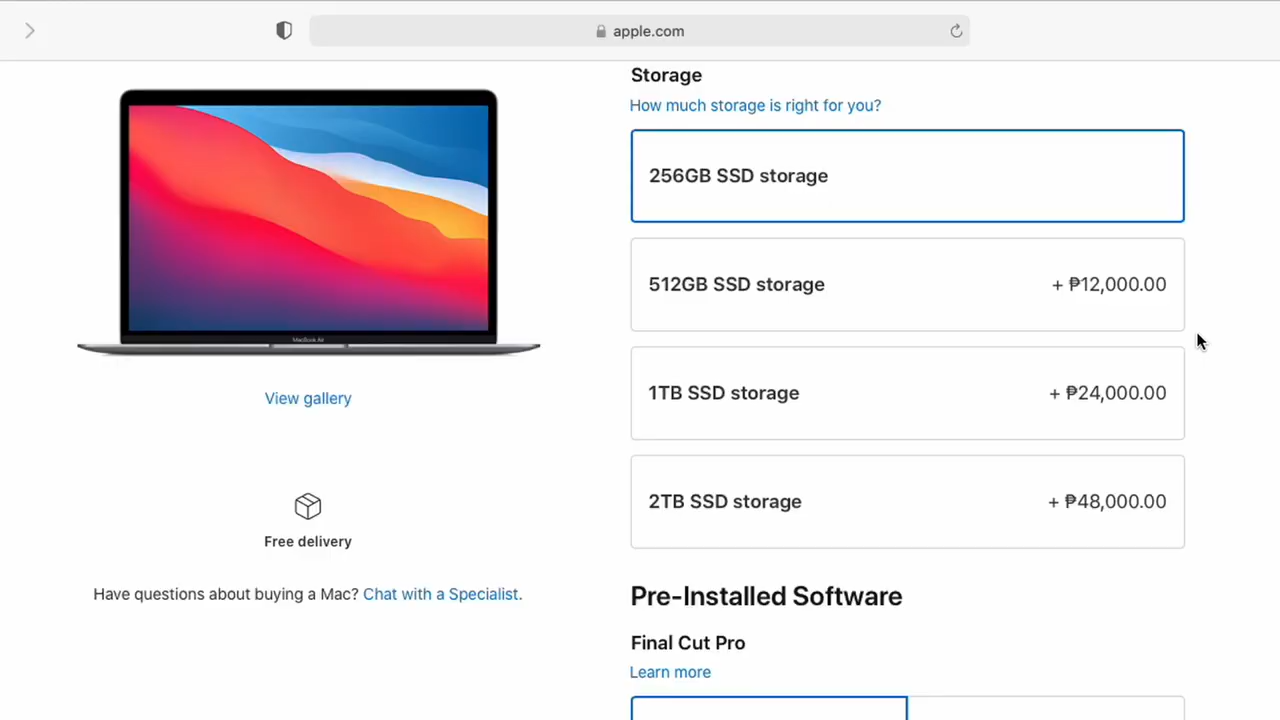 apple.com
Storage
How much storage is right for you?
256GB SSD storage
512GB SSD storage + ₱12,000.00
1TB SSD storage + ₱24,000.00
2TB SSD storage + ₱48,000.00
MacBook Air
View gallery
Free delivery
Have questions about buying a Mac? Chat with a Specialist.
Pre-Installed Software
Final Cut Pro
Learn more